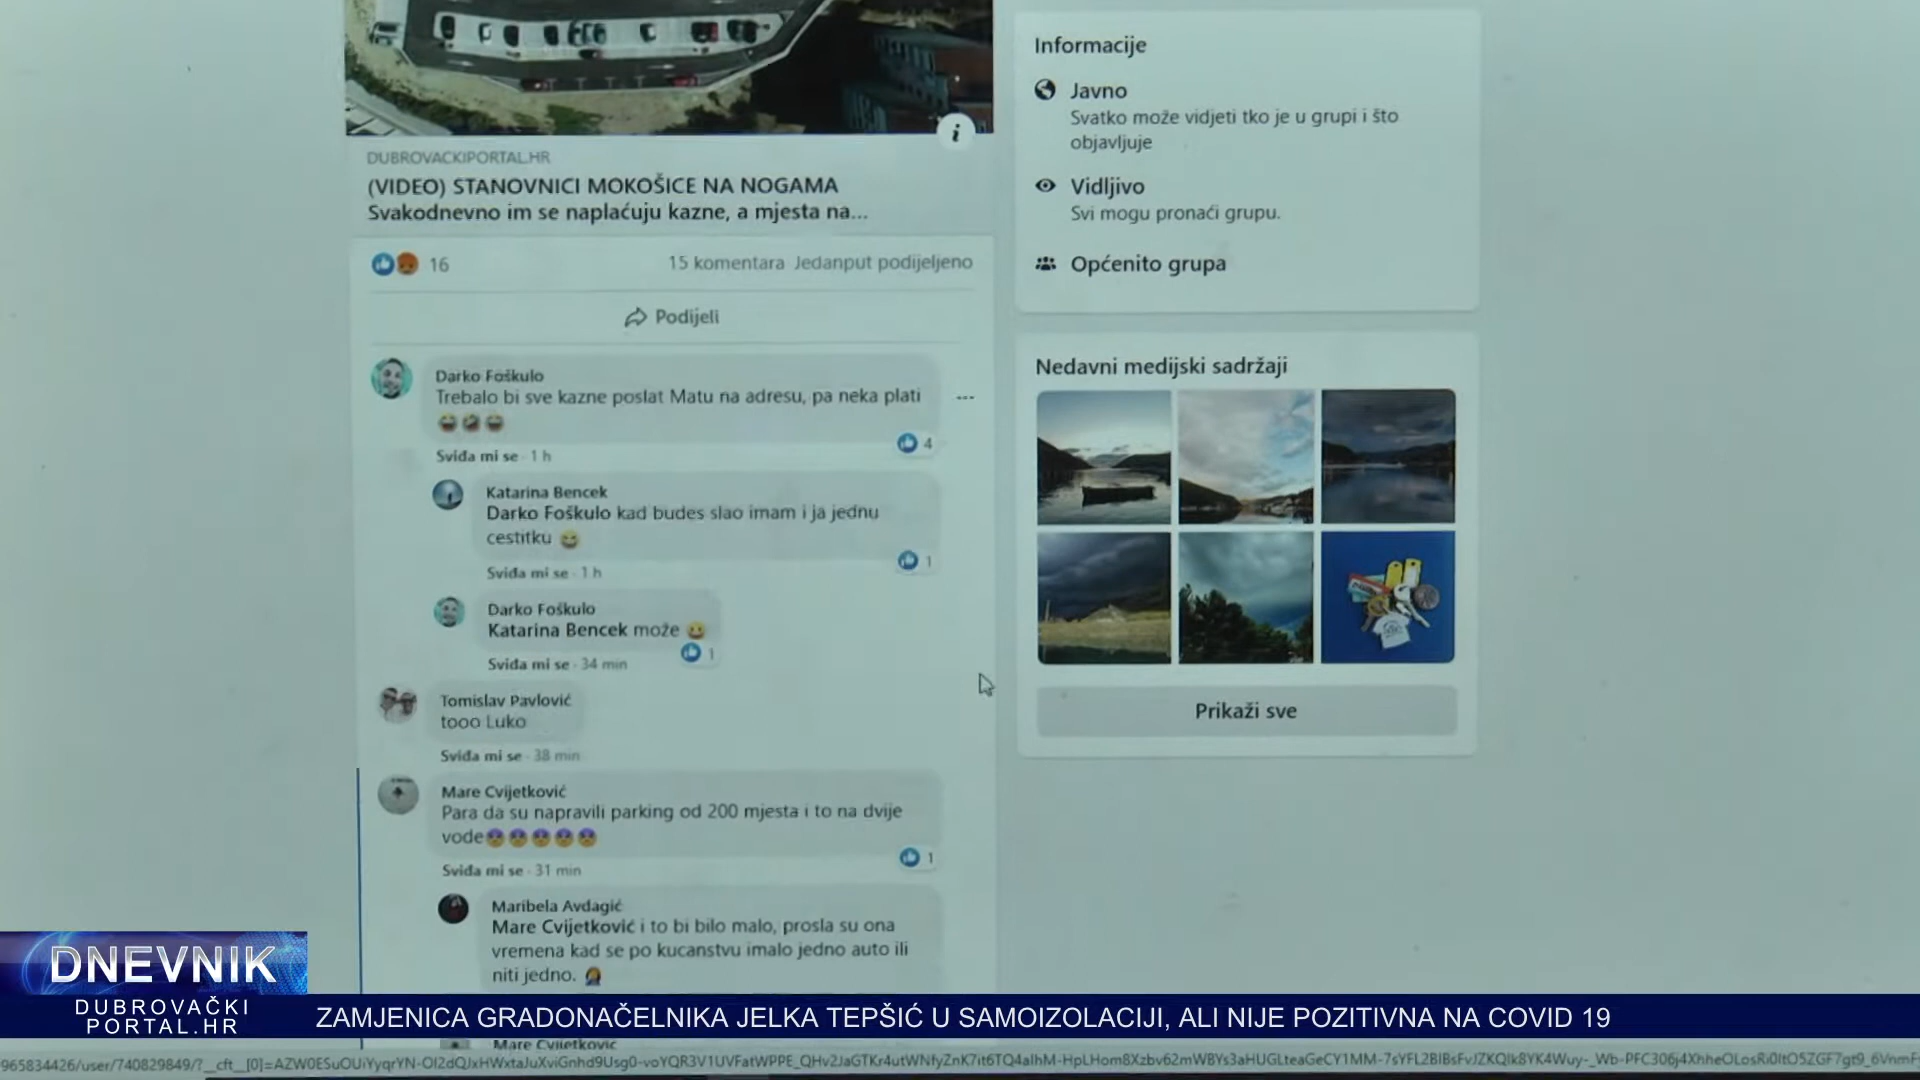 DUBROVACKIPORTAL.HR
(VIDEO) STANOVNICI MOKOŠICE NA NOGAMA
Svakodnevno im se naplaćuju kazne, a mjesta na...
16
15 komentara Jedanput podijeljeno
Podijeli
Darko Foškulo
Trebalo bi sve kazne poslat Matu na adresu, pa neka plati
😂🤣😂
4
Sviđa mi se · 1 h
Katarina Bencek
Darko Foškulo kad budes slao imam i ja jednu
cestitku 😄
1
Sviđa mi se · 1 h
Darko Foškulo
Katarina Bencek može 😀
1
Sviđa mi se · 34 min
Tomislav Pavlović
tooo Luko
Sviđa mi se · 38 min
Mare Cvijetković
Para da su napravili parking od 200 mjesta i to na dvije
vode
1
Sviđa mi se · 31 min
Maribela Avdagić
Mare Cvijetković i to bi bilo malo, prosla su ona
vremena kad se po kucanstvu imalo jedno auto ili
niti jedno.
Mare Cvijetković
Informacije
Javno
Svatko može vidjeti tko je u grupi i što
objavljuje
Vidljivo
Svi mogu pronaći grupu.
Općenito grupa
Nedavni medijski sadržaji
Prikaži sve
DNEVNIK
DUBROVAČKI
PORTAL.HR
ZAMJENICA GRADONAČELNIKA JELKA TEPŠIĆ U SAMOIZOLACIJI, ALI NIJE POZITIVNA NA COVID 19